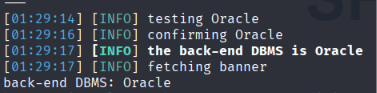 [01:29:14] [INFO] testing Oracle
[01:29:16] [INFO] confirming Oracle
[01:29:17] [INFO] the back-end DBMS is Oracle
[01:29:17] [INFO] fetching banner
back-end DBMS: Oracle